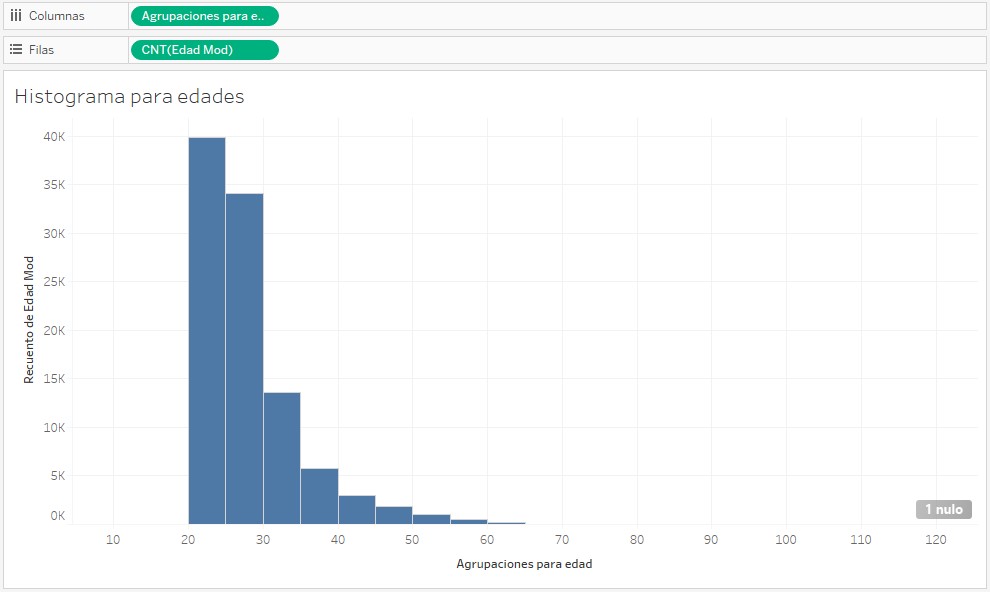 Columnas
Agrupaciones para e..
Filas
CNT(Edad Mod)
Histograma para edades
40K
35K
30K
25K
20K
15K
10K
5K
0K
Recuento de Edad Mod
1 nulo
10 20 30 40 50 60 70 80 90 100 110 120
Agrupaciones para edad